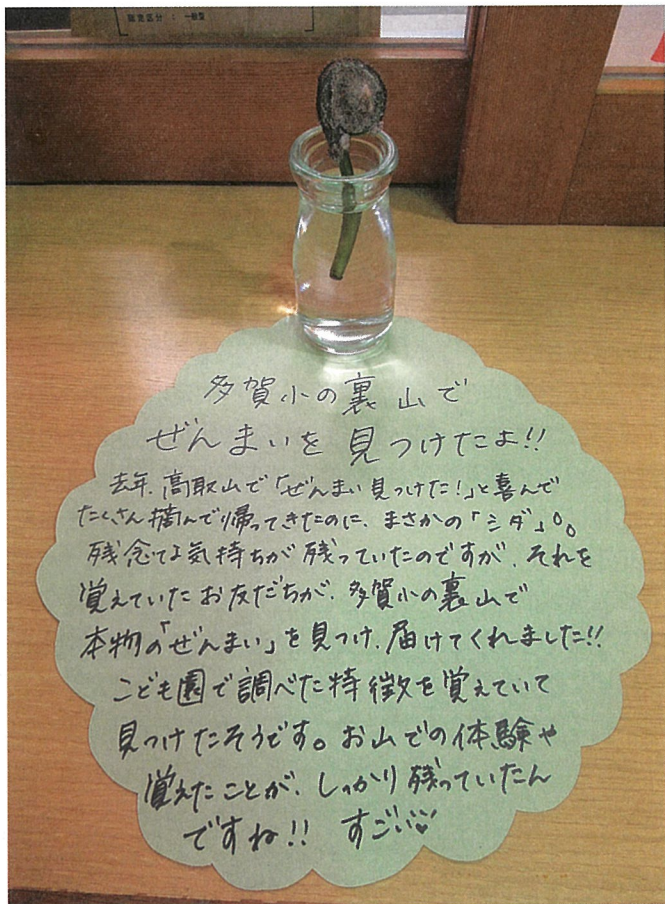 販売区分 : 一般型
多賀小の裏山で
ぜんまいを見つけたよ!!
去年、高取山で「ぜんまい見つけた!」と喜んで
たくさん摘んで帰ってきたのに、まさかの「シダ」。。
残念な気持ちが残っていたのですが、それを
覚えていたお友だちが、多賀小の裏山で
本物の「ぜんまい」を見つけ、届けてくれました!!
こども園で調べた特徴を覚えていて
見つけたそうです。お山での体験や
覚えたことが、しっかり残っていたん
ですね!! すごい♡